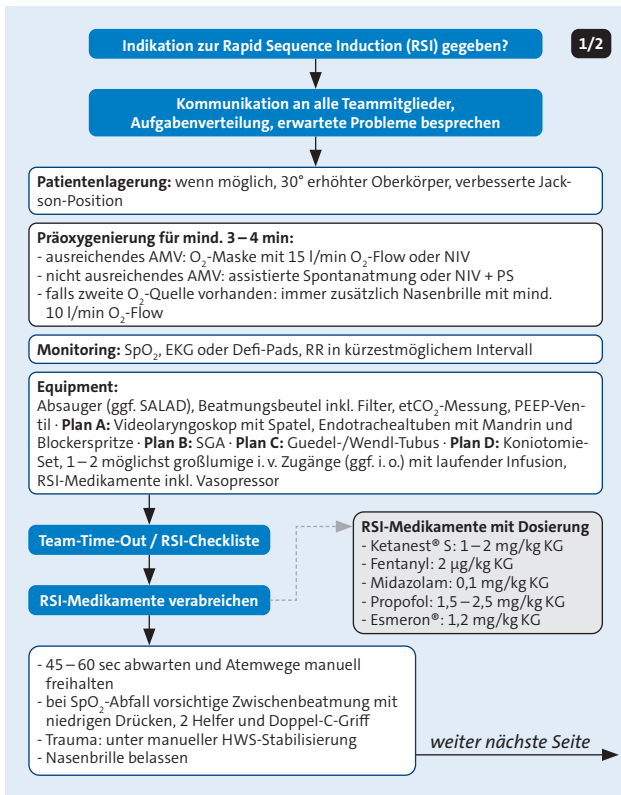 Indikation zur Rapid Sequence Induction (RSI) gegeben?
1/2
Kommunikation an alle Teammitglieder,
Aufgabenverteilung, erwartete Probleme besprechen
Patientenlagerung: wenn möglich, 30° erhöhter Oberkörper, verbesserte Jack-
son-Position
Präoxygenierung für mind. 3 – 4 min:
- ausreichendes AMV: O₂-Maske mit 15 l/min O₂-Flow oder NIV
- nicht ausreichendes AMV: assistierte Spontanatmung oder NIV + PS
- falls zweite O₂-Quelle vorhanden: immer zusätzlich Nasenbrille mit mind.
10 l/min O₂-Flow
Monitoring: SpO₂, EKG oder Defi-Pads, RR in kürzestmöglichem Intervall
Equipment:
Absauger (ggf. SALAD), Beatmungsbeutel inkl. Filter, etCO₂-Messung, PEEP-Ven-
til · Plan A: Videolaryngoskop mit Spatel, Endotrachealtuben mit Mandrin und
Blockerspritze · Plan B: SGA · Plan C: Guedel-/Wendl-Tubus · Plan D: Koniotomie-
Set, 1 – 2 möglichst großlumige i. v. Zugänge (ggf. i. o.) mit laufender Infusion,
RSI-Medikamente inkl. Vasopressor
Team-Time-Out / RSI-Checkliste
RSI-Medikamente verabreichen
RSI-Medikamente mit Dosierung
- Ketanest® S: 1 – 2 mg/kg KG
- Fentanyl: 2 µg/kg KG
- Midazolam: 0,1 mg/kg KG
- Propofol: 1,5 – 2,5 mg/kg KG
- Esmeron®: 1,2 mg/kg KG
- 45 – 60 sec abwarten und Atemwege manuell
freihalten
- bei SpO₂-Abfall vorsichtige Zwischenbeatmung mit
niedrigen Drücken, 2 Helfer und Doppel-C-Griff
- Trauma: unter manueller HWS-Stabilisierung
- Nasenbrille belassen
weiter nächste Seite